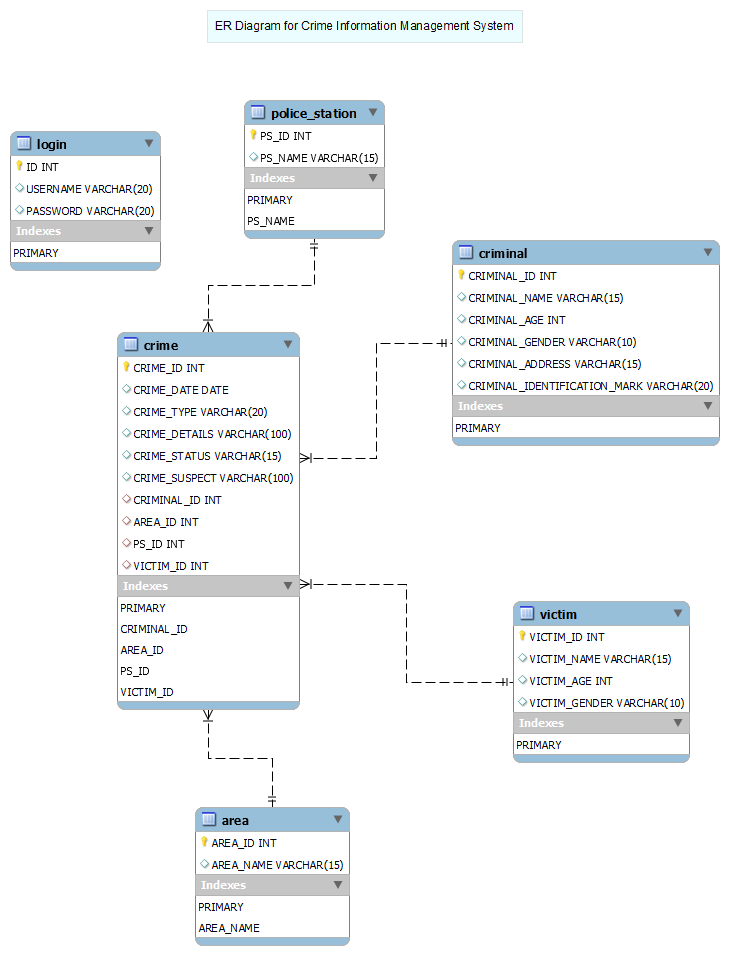 ER Diagram for Crime Information Management System
login
ID INT
USERNAME VARCHAR(20)
PASSWORD VARCHAR(20)
Indexes
PRIMARY
police_station
PS_ID INT
PS_NAME VARCHAR(15)
Indexes
PRIMARY
PS_NAME
criminal
CRIMINAL_ID INT
CRIMINAL_NAME VARCHAR(15)
CRIMINAL_AGE INT
CRIMINAL_GENDER VARCHAR(10)
CRIMINAL_ADDRESS VARCHAR(15)
CRIMINAL_IDENTIFICATION_MARK VARCHAR(20)
Indexes
PRIMARY
crime
CRIME_ID INT
CRIME_DATE DATE
CRIME_TYPE VARCHAR(20)
CRIME_DETAILS VARCHAR(100)
CRIME_STATUS VARCHAR(15)
CRIME_SUSPECT VARCHAR(100)
CRIMINAL_ID INT
AREA_ID INT
PS_ID INT
VICTIM_ID INT
Indexes
PRIMARY
CRIMINAL_ID
AREA_ID
PS_ID
VICTIM_ID
victim
VICTIM_ID INT
VICTIM_NAME VARCHAR(15)
VICTIM_AGE INT
VICTIM_GENDER VARCHAR(10)
Indexes
PRIMARY
area
AREA_ID INT
AREA_NAME VARCHAR(15)
Indexes
PRIMARY
AREA_NAME